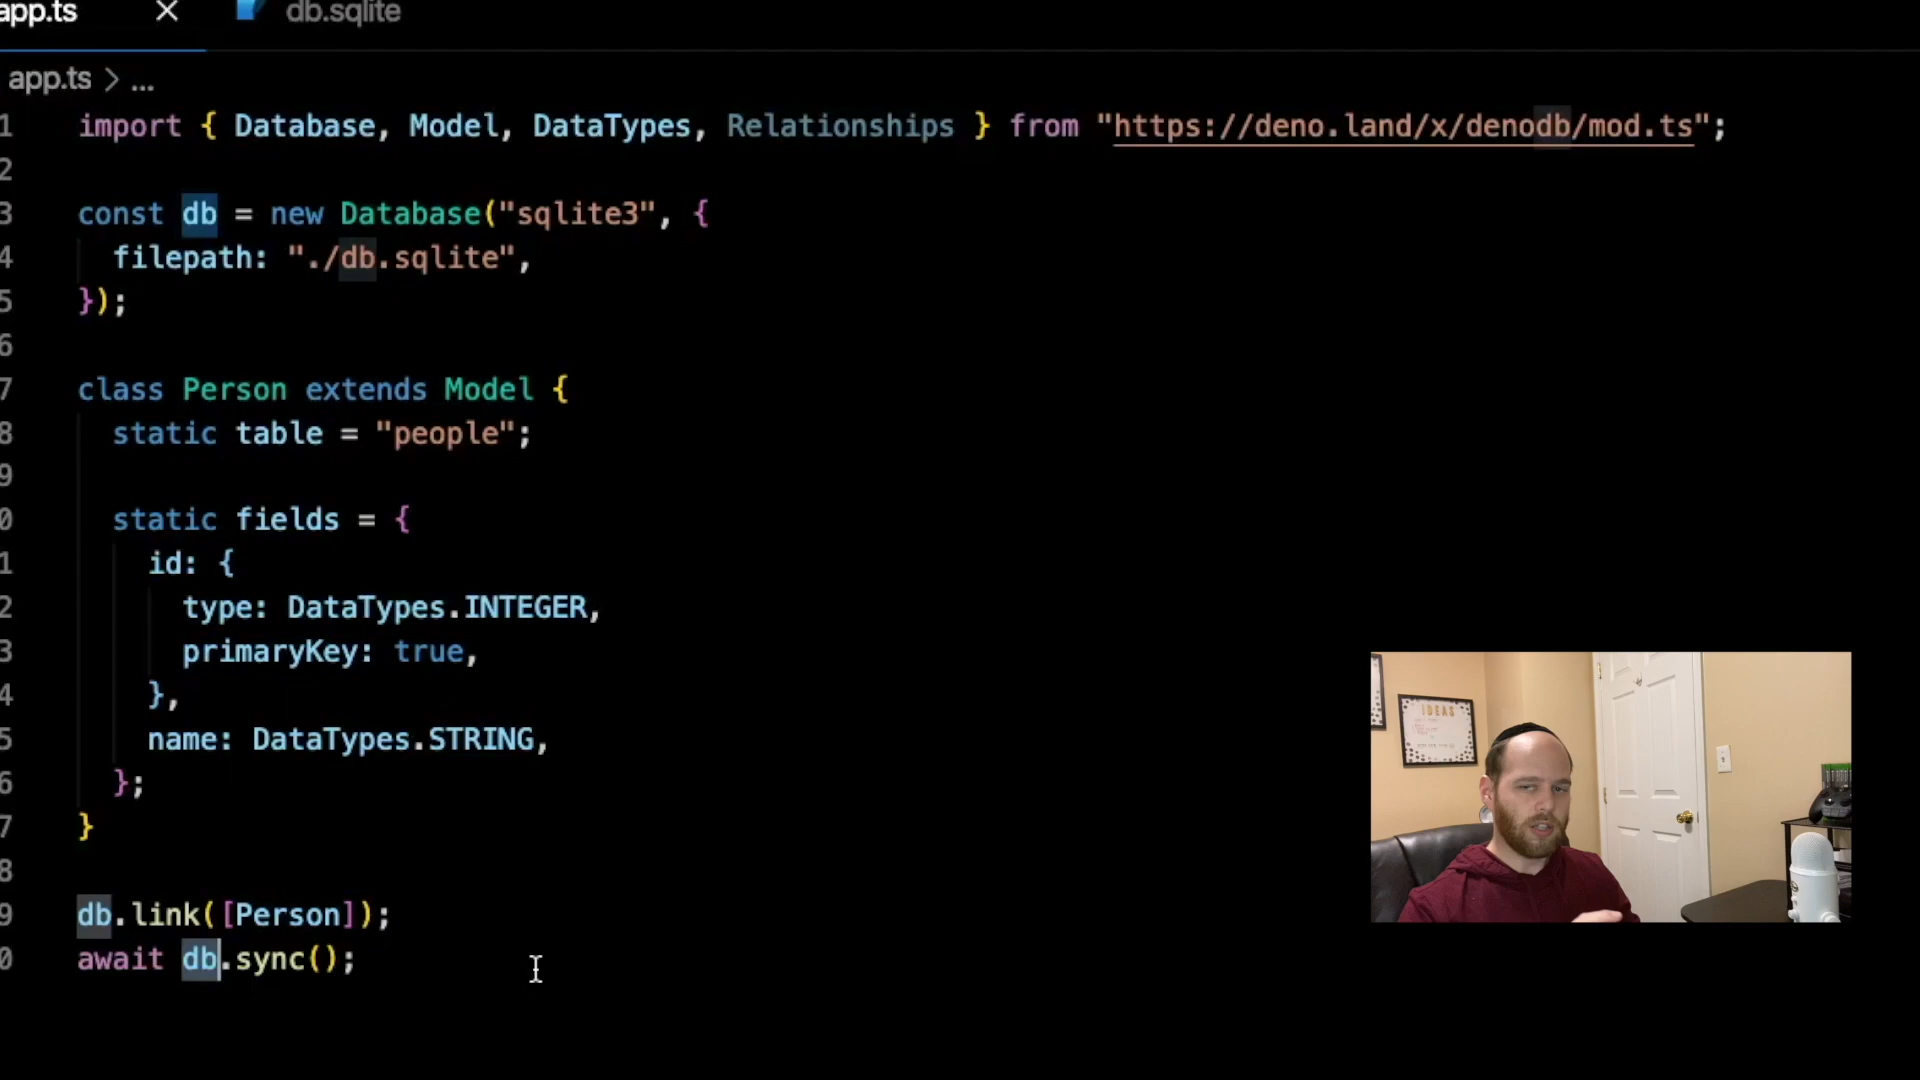 app.ts
db.sqlite
app.ts > ...
1 import { Database, Model, DataTypes, Relationships } from "https://deno.land/x/denodb/mod.ts";
2
3 const db = new Database("sqlite3", {
4 filepath: "./db.sqlite",
5 });
6
7 class Person extends Model {
8 static table = "people";
9
0 static fields = {
1 id: {
2 type: DataTypes.INTEGER,
3 primaryKey: true,
4 },
5 name: DataTypes.STRING,
6 };
7 }
8
9 db.link([Person]);
0 await db.sync();
IDEAS